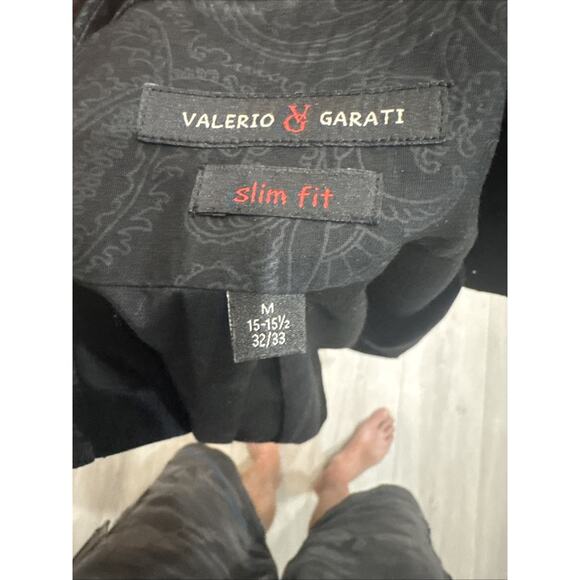 VALERIO VG GARATI
slim fit
M
15-15½
32/33